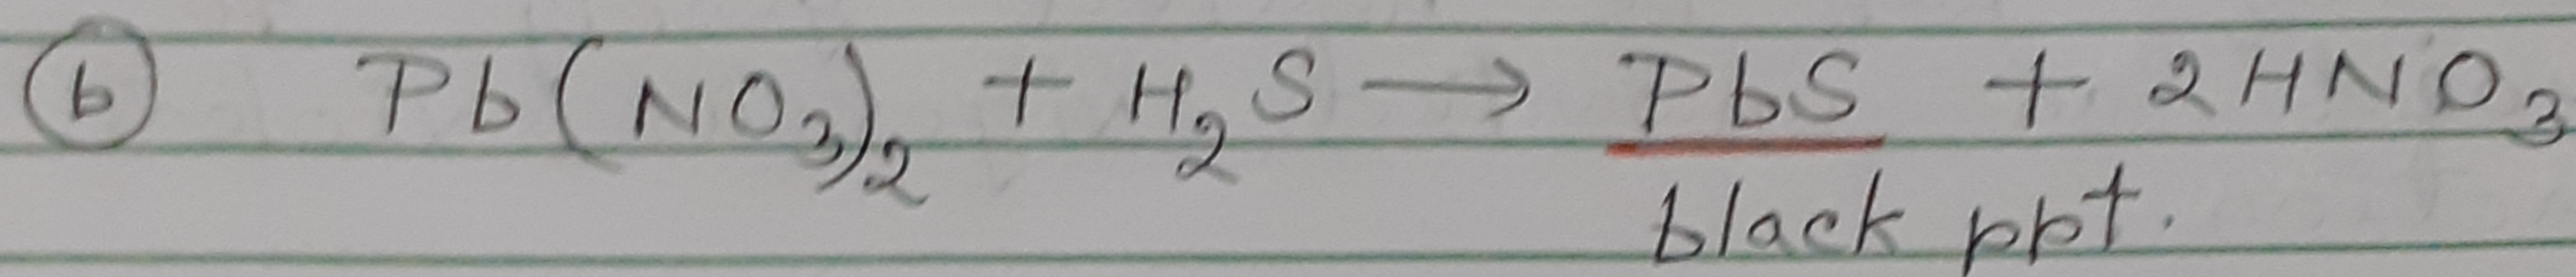 (b) Pb(NO₃)₂ + H₂S → PbS + 2HNO₃
black ppt.